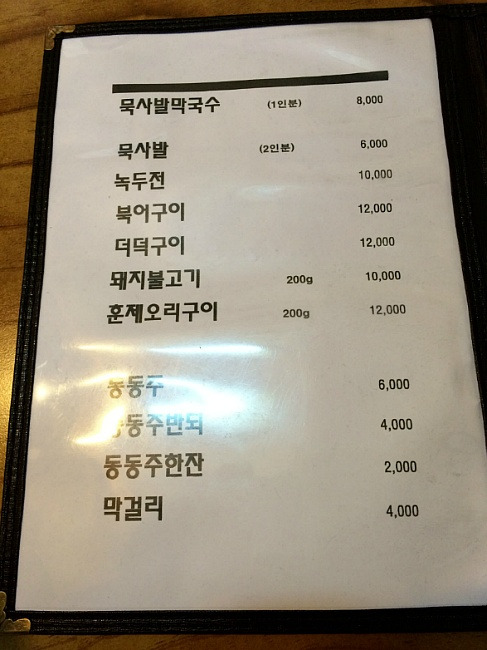 묵사발막국수 (1인분) 8,000
묵사발 (2인분) 6,000
녹두전 10,000
북어구이 12,000
더덕구이 12,000
돼지불고기 200g 10,000
훈제오리구이 200g 12,000
동동주 6,000
동동주반되 4,000
동동주한잔 2,000
막걸리 4,000